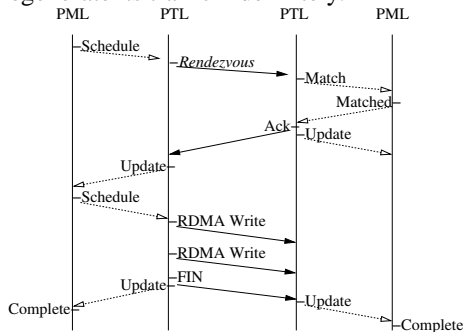 PML PTL PTL PML
Schedule
Rendezvous
Match
Matched
Ack
Update
Update
Schedule
RDMA Write
RDMA Write
FIN
Update
Update
Complete
Complete